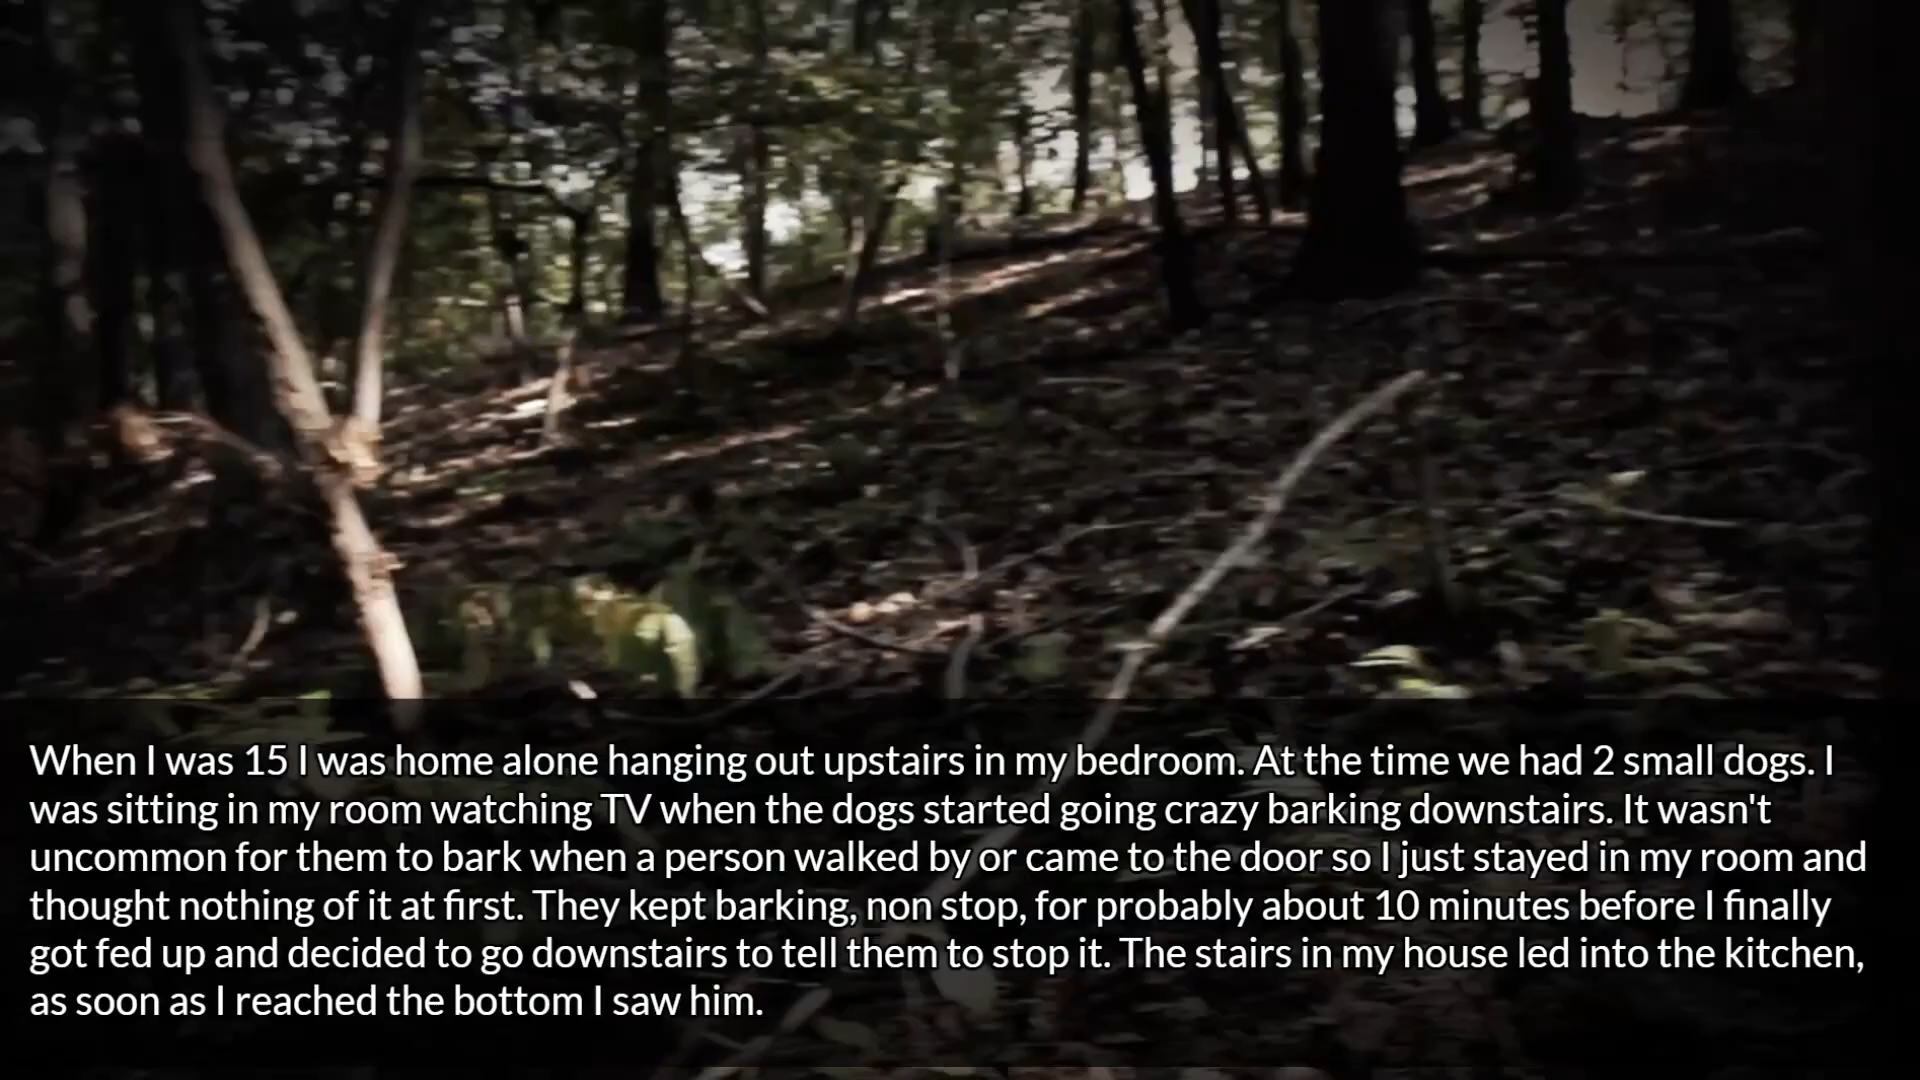 When I was 15 I was home alone hanging out upstairs in my bedroom. At the time we had 2 small dogs. I
was sitting in my room watching TV when the dogs started going crazy barking downstairs. It wasn't
uncommon for them to bark when a person walked by or came to the door so I just stayed in my room and
thought nothing of it at first. They kept barking, non stop, for probably about 10 minutes before I finally
got fed up and decided to go downstairs to tell them to stop it. The stairs in my house led into the kitchen,
as soon as I reached the bottom I saw him.